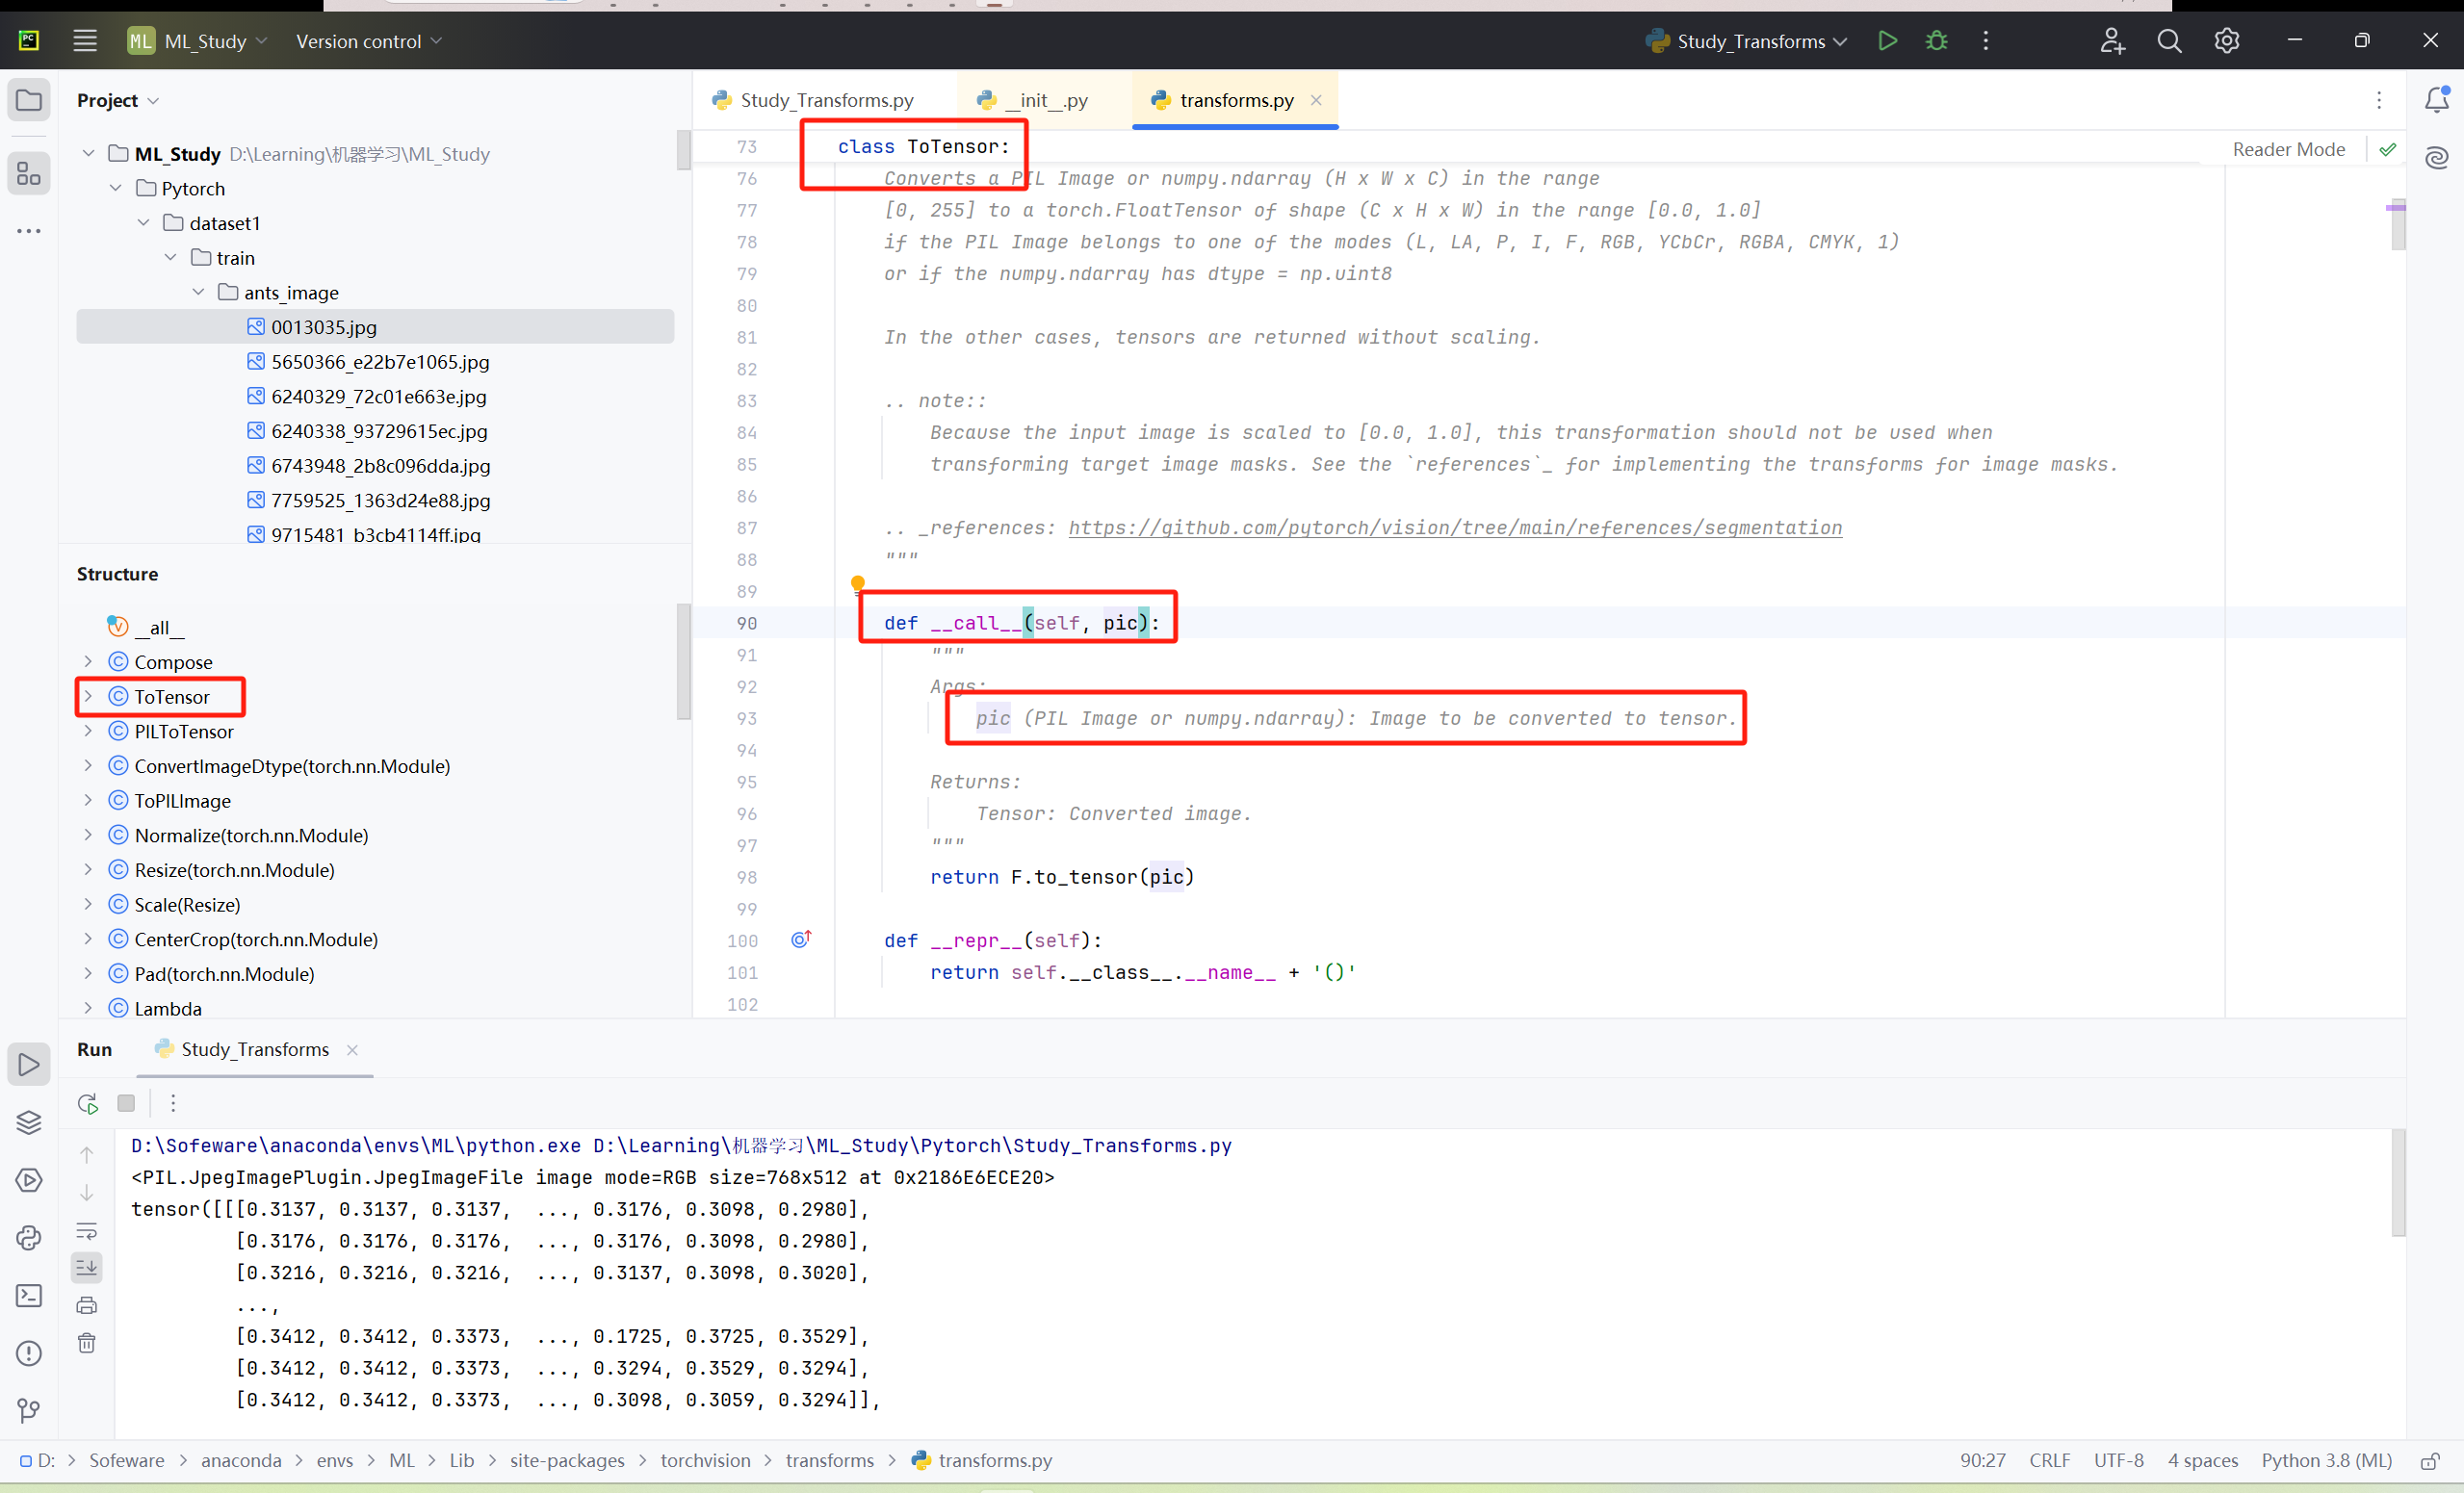 PC
ML ML_Study Version control
Study_Transforms
Project
ML_Study D:\Learning\机器学习\ML_Study
Pytorch
dataset1
train
ants_image
0013035.jpg
5650366_e22b7e1065.jpg
6240329_72c01e663e.jpg
6240338_93729615ec.jpg
6743948_2b8c096dda.jpg
7759525_1363d24e88.jpg
9715481_b3cb4114ff.jpg
Structure
__all__
Compose
ToTensor
PILToTensor
ConvertImageDtype(torch.nn.Module)
ToPILImage
Normalize(torch.nn.Module)
Resize(torch.nn.Module)
Scale(Resize)
CenterCrop(torch.nn.Module)
Pad(torch.nn.Module)
Lambda
Study_Transforms.py __init__.py transforms.py
Reader Mode
73 class ToTensor:
76 Converts a PIL Image or numpy.ndarray (H x W x C) in the range
77 [0, 255] to a torch.FloatTensor of shape (C x H x W) in the range [0.0, 1.0]
78 if the PIL Image belongs to one of the modes (L, LA, P, I, F, RGB, YCbCr, RGBA, CMYK, 1)
79 or if the numpy.ndarray has dtype = np.uint8
80
81 In the other cases, tensors are returned without scaling.
82
83 .. note::
84 Because the input image is scaled to [0.0, 1.0], this transformation should not be used when
85 transforming target image masks. See the `references`_ for implementing the transforms for image masks.
86
87 .. _references: https://github.com/pytorch/vision/tree/main/references/segmentation
88 """
89
90 def __call__(self, pic):
91 """
92 Args:
93 pic (PIL Image or numpy.ndarray): Image to be converted to tensor.
94
95 Returns:
96 Tensor: Converted image.
97 """
98 return F.to_tensor(pic)
99
100 def __repr__(self):
101 return self.__class__.__name__ + '()'
102
Run Study_Transforms
D:\Sofeware\anaconda\envs\ML\python.exe D:\Learning\机器学习\ML_Study\Pytorch\Study_Transforms.py
<PIL.JpegImagePlugin.JpegImageFile image mode=RGB size=768x512 at 0x2186E6ECE20>
tensor([[[0.3137, 0.3137, 0.3137, ..., 0.3176, 0.3098, 0.2980],
[0.3176, 0.3176, 0.3176, ..., 0.3176, 0.3098, 0.2980],
[0.3216, 0.3216, 0.3216, ..., 0.3137, 0.3098, 0.3020],
...,
[0.3412, 0.3412, 0.3373, ..., 0.1725, 0.3725, 0.3529],
[0.3412, 0.3412, 0.3373, ..., 0.3294, 0.3529, 0.3294],
[0.3412, 0.3412, 0.3373, ..., 0.3098, 0.3059, 0.3294]],
D: > Sofeware > anaconda > envs > ML > Lib > site-packages > torchvision > transforms > transforms.py
90:27 CRLF UTF-8 4 spaces Python 3.8 (ML)